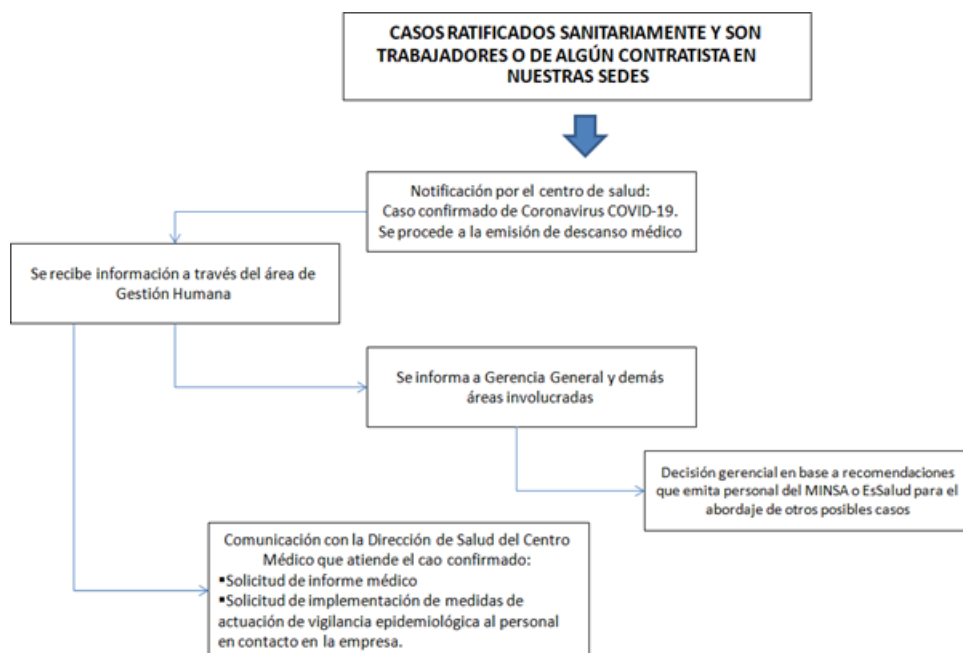 CASOS RATIFICADOS SANITARIAMENTE Y SON
TRABAJADORES O DE ALGÚN CONTRATISTA EN
NUESTRAS SEDES
Notificación por el centro de salud:
Caso confirmado de Coronavirus COVID-19.
Se procede a la emisión de descanso médico
Se recibe información a través del área de
Gestión Humana
Se informa a Gerencia General y demás
áreas involucradas
Decisión gerencial en base a recomendaciones
que emita personal del MINSA o EsSalud para el
abordaje de otros posibles casos
Comunicación con la Dirección de Salud del Centro
Médico que atiende el cao confirmado:
▪Solicitud de informe médico
▪Solicitud de implementación de medidas de
actuación de vigilancia epidemiológica al personal
en contacto en la empresa.